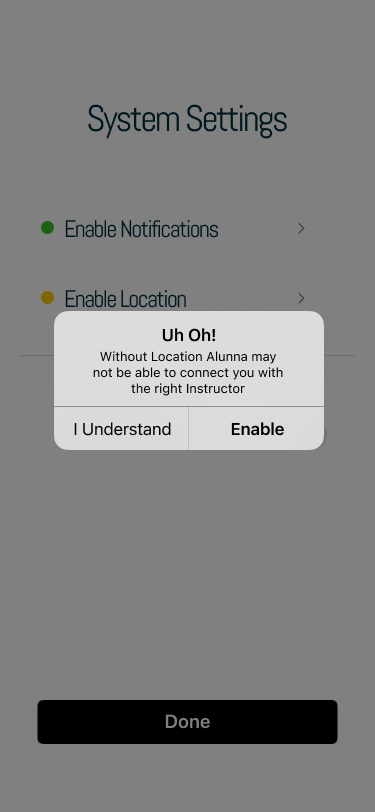 System Settings
Enable Notifications
Enable Location
Uh Oh!
Without Location Alunna may
not be able to connect you with
the right Instructor
I Understand
Enable
Done